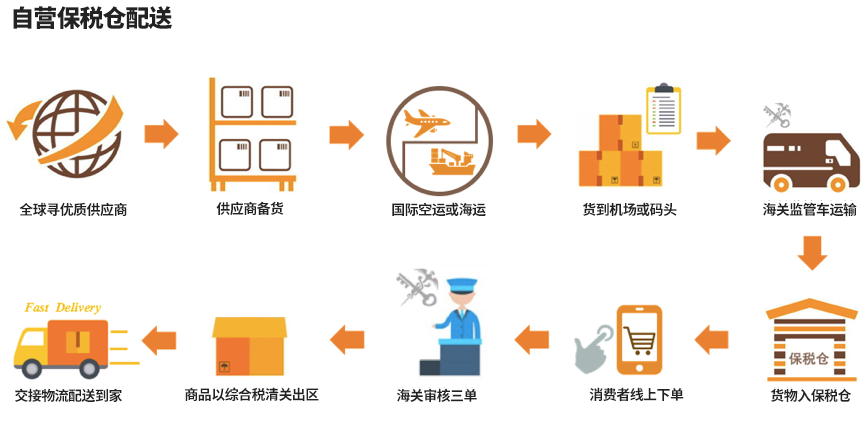 自营保税仓配送
全球寻优质供应商
供应商备货
国际空运或海运
货到机场或码头
海关监管车运输
Fast Delivery
交接物流配送到家
商品以综合税清关出区
海关审核三单
消费者线上下单
保税仓
货物入保税仓